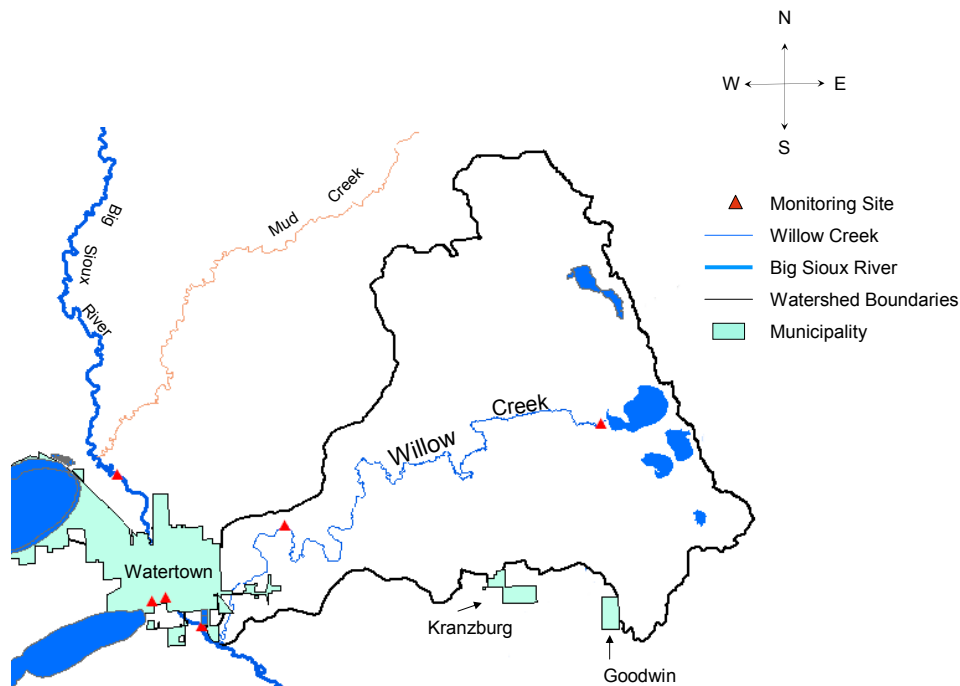 N
W E
S
Monitoring Site
Willow Creek
Big Sioux River
Watershed Boundaries
Municipality
Big
Sioux
River
Mud Creek
Willow Creek
Watertown
Kranzburg
Goodwin